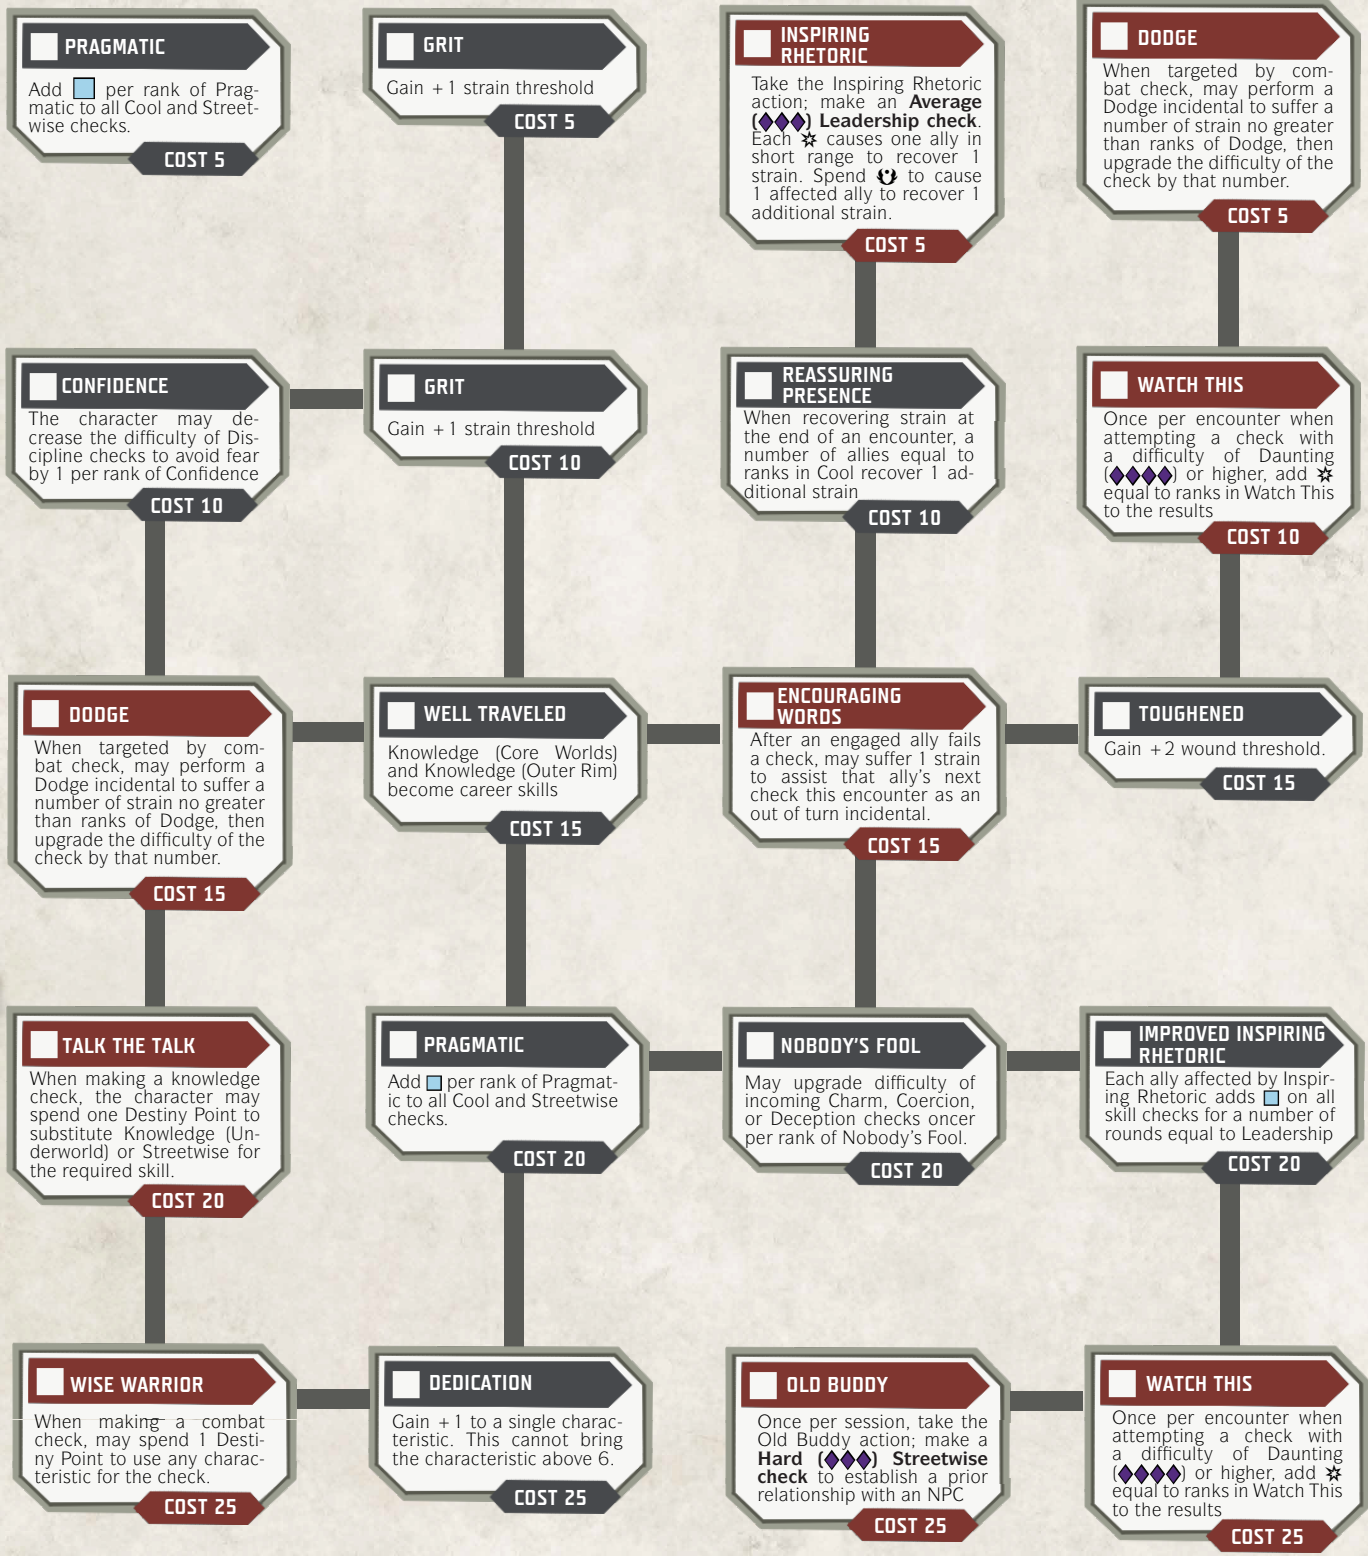 PRAGMATIC
Add per rank of Prag-
matic to all Cool and Street-
wise checks.
COST 5
GRIT
Gain +1 strain threshold
COST 5
INSPIRING
RHETORIC
Take the Inspiring Rhetoric
action; make an Average
() Leadership check.
Each causes one ally in
short range to recover 1
strain. Spend to cause
1 affected ally to recover 1
additional strain.
COST 5
DODGE
When targeted by com-
bat check, may perform a
Dodge incidental to suffer a
number of strain no greater
than ranks of Dodge, then
upgrade the difficulty of the
check by that number.
COST 5
CONFIDENCE
The character may de-
crease the difficulty of Dis-
cipline checks to avoid fear
by 1 per rank of Confidence
COST 10
GRIT
Gain +1 strain threshold
COST 10
REASSURING
PRESENCE
When recovering strain at
the end of an encounter, a
number of allies equal to
ranks in Cool recover 1 ad-
ditional strain
COST 10
WATCH THIS
Once per encounter when
attempting a check with
a difficulty of Daunting
() or higher, add
equal to ranks in Watch This
to the results
COST 10
DODGE
When targeted by com-
bat check, may perform a
Dodge incidental to suffer a
number of strain no greater
than ranks of Dodge, then
upgrade the difficulty of the
check by that number.
COST 15
WELL TRAVELED
Knowledge (Core Worlds)
and Knowledge (Outer Rim)
become career skills
COST 15
ENCOURAGING
WORDS
After an engaged ally fails
a check, may suffer 1 strain
to assist that ally's next
check this encounter as an
out of turn incidental.
COST 15
TOUGHENED
Gain +2 wound threshold.
COST 15
TALK THE TALK
When making a knowledge
check, the character may
spend one Destiny Point to
substitute Knowledge (Un-
derworld) or Streetwise for
the required skill.
COST 20
PRAGMATIC
Add per rank of Pragmat-
ic to all Cool and Streetwise
checks.
COST 20
NOBODY'S FOOL
May upgrade difficulty of
incoming Charm, Coercion,
or Deception checks oncer
per rank of Nobody's Fool.
COST 20
IMPROVED INSPIRING
RHETORIC
Each ally affected by Inspir-
ing Rhetoric adds on all
skill checks for a number of
rounds equal to Leadership
COST 20
WISE WARRIOR
When making a combat
check, may spend 1 Desti-
ny Point to use any charac-
teristic for the check.
COST 25
DEDICATION
Gain +1 to a single charac-
teristic. This cannot bring
the characteristic above 6.
COST 25
OLD BUDDY
Once per session, take the
Old Buddy action; make a
Hard () Streetwise
check to establish a prior
relationship with an NPC
COST 25
WATCH THIS
Once per encounter when
attempting a check with
a difficulty of Daunting
() or higher, add
equal to ranks in Watch This
to the results
COST 25